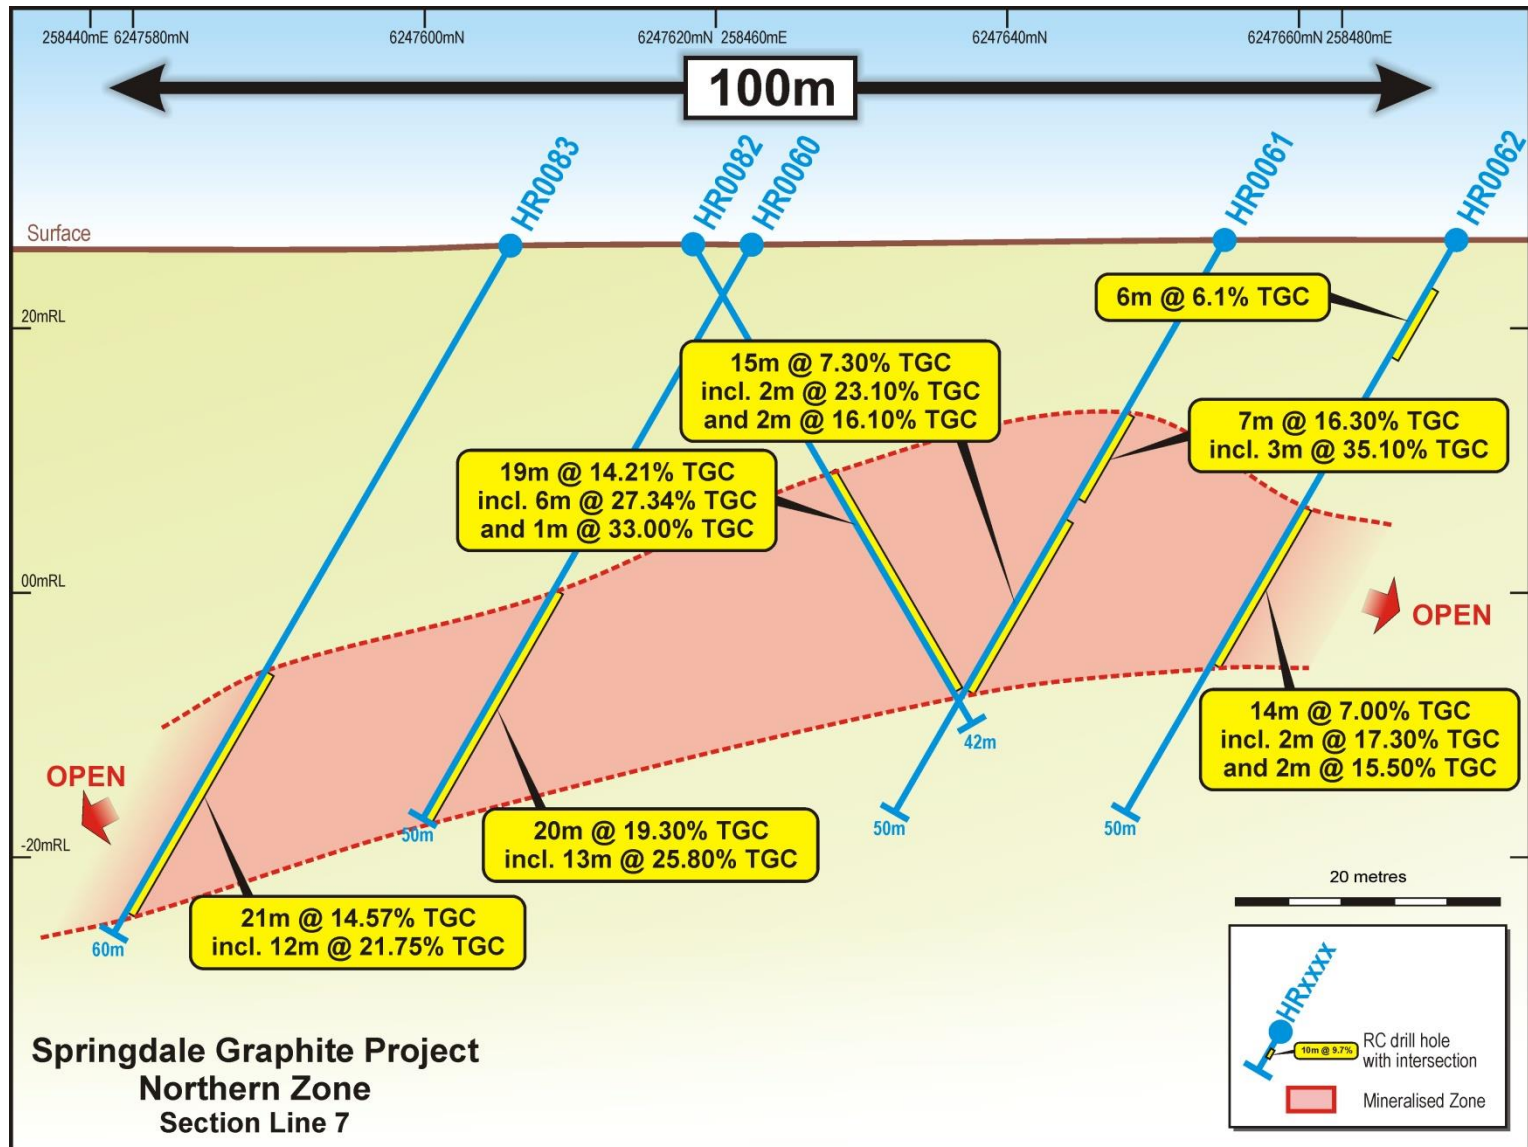 258440mE 6247580mN 6247600mN 6247620mN 258460mE 6247640mN 6247660mN 258480mE
100m
HR0083
HR0082
HR0060
HR0061
HR0062
Surface
20mRL
6m @ 6.1% TGC
15m @ 7.30% TGC
incl. 2m @ 23.10% TGC
and 2m @ 16.10% TGC
7m @ 16.30% TGC
incl. 3m @ 35.10% TGC
19m @ 14.21% TGC
incl. 6m @ 27.34% TGC
and 1m @ 33.00% TGC
00mRL
OPEN
14m @ 7.00% TGC
incl. 2m @ 17.30% TGC
and 2m @ 15.50% TGC
42m
OPEN
50m
50m
50m
20m @ 19.30% TGC
incl. 13m @ 25.80% TGC
-20mRL
20 metres
21m @ 14.57% TGC
incl. 12m @ 21.75% TGC
60m
HRxxxx
10m @ 9.7%
RC drill hole
with intersection
Mineralised Zone
Springdale Graphite Project
Northern Zone
Section Line 7